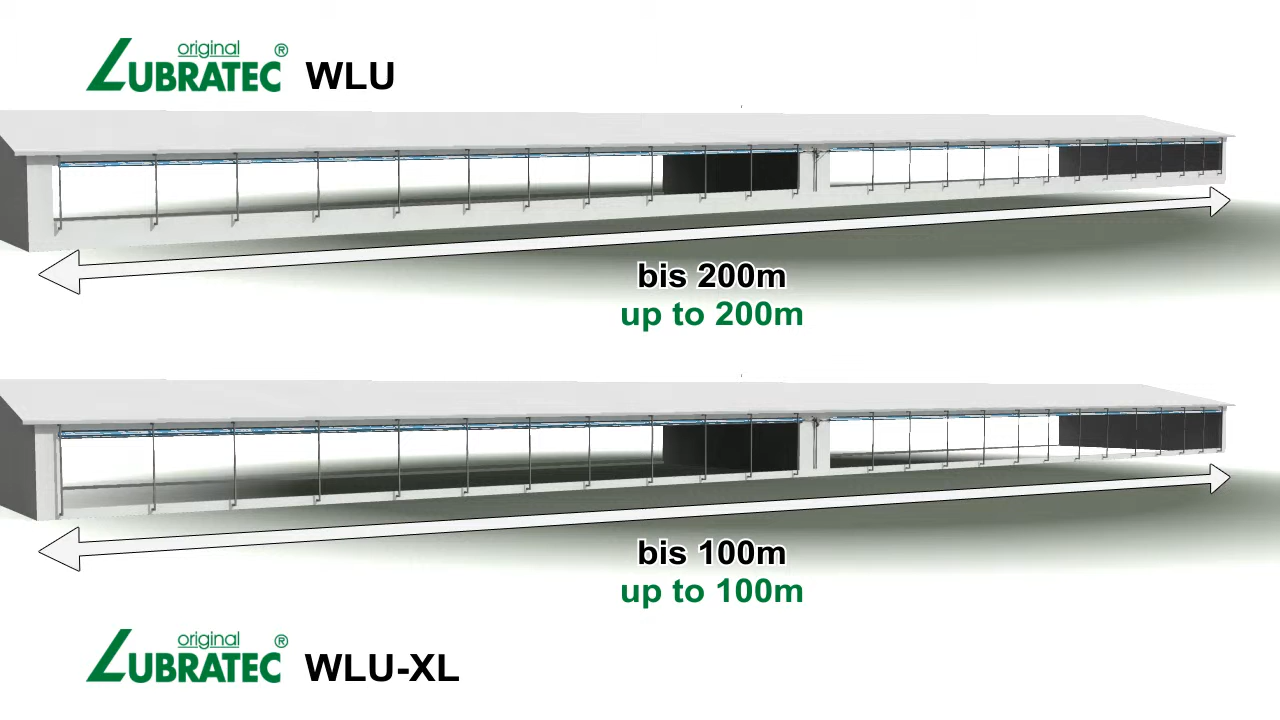 original
LUBRATEC® WLU
bis 200m
up to 200m
bis 100m
up to 100m
original
LUBRATEC® WLU-XL